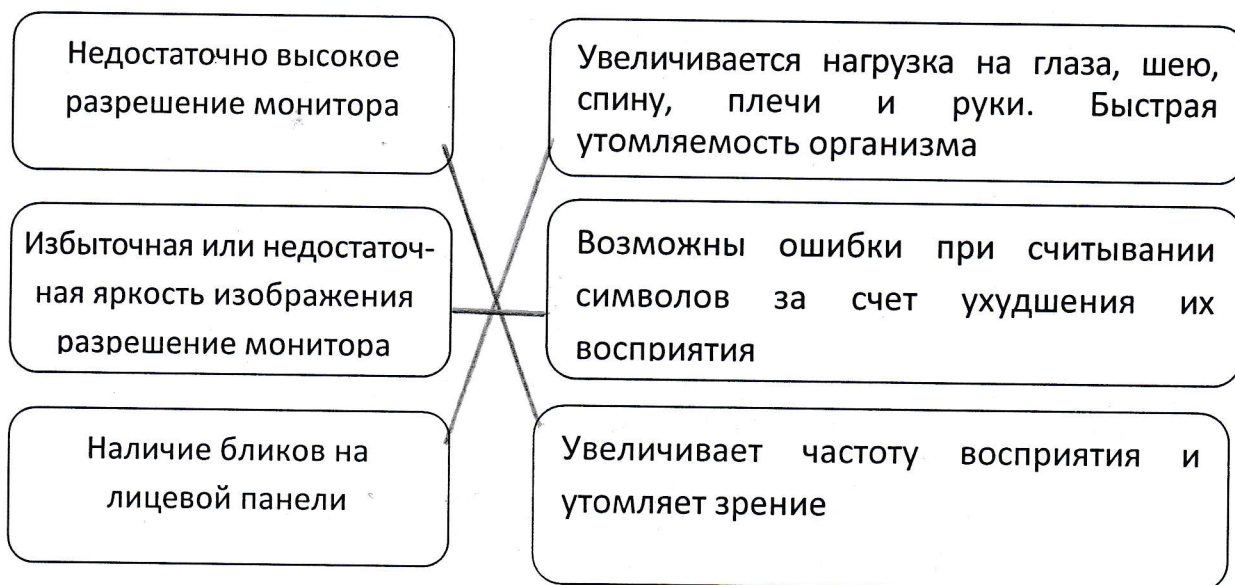 Недостаточно высокое
разрешение монитора
Увеличивается нагрузка на глаза, шею,
спину, плечи и руки. Быстрая
утомляемость организма
Избыточная или недостаточ-
ная яркость изображения
разрешение монитора
Возможны ошибки при считывании
символов за счет ухудшения их
восприятия
Наличие бликов на
лицевой панели
Увеличивает частоту восприятия и
утомляет зрение